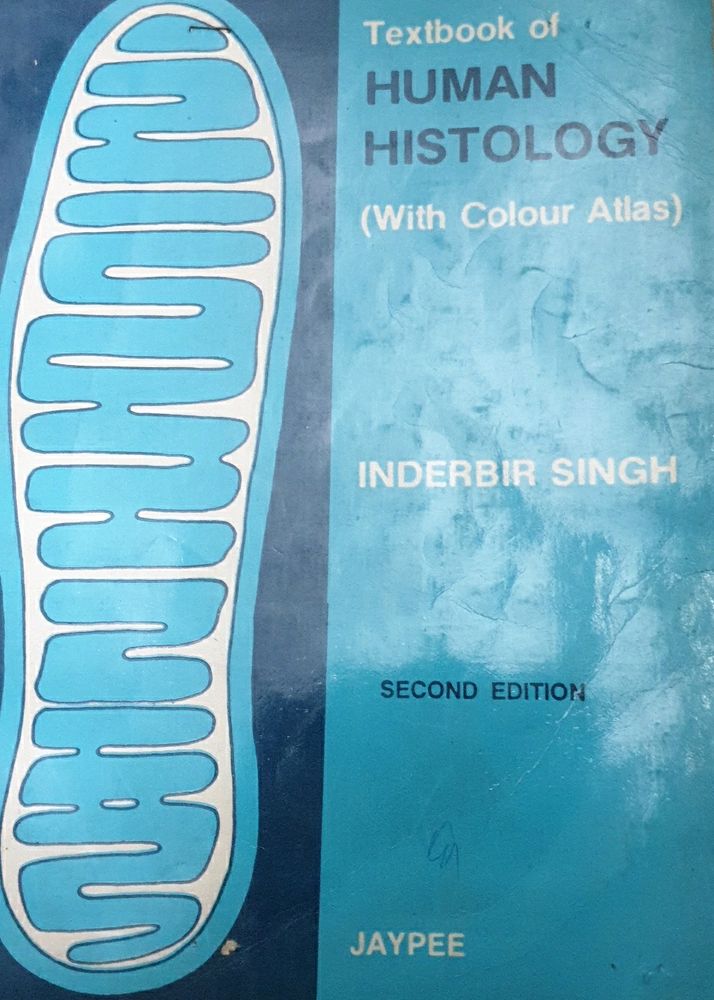 Textbook of
HUMAN
HISTOLOGY
(With Colour Atlas)
INDERBIR SINGH
SECOND EDITION
JAYPEE